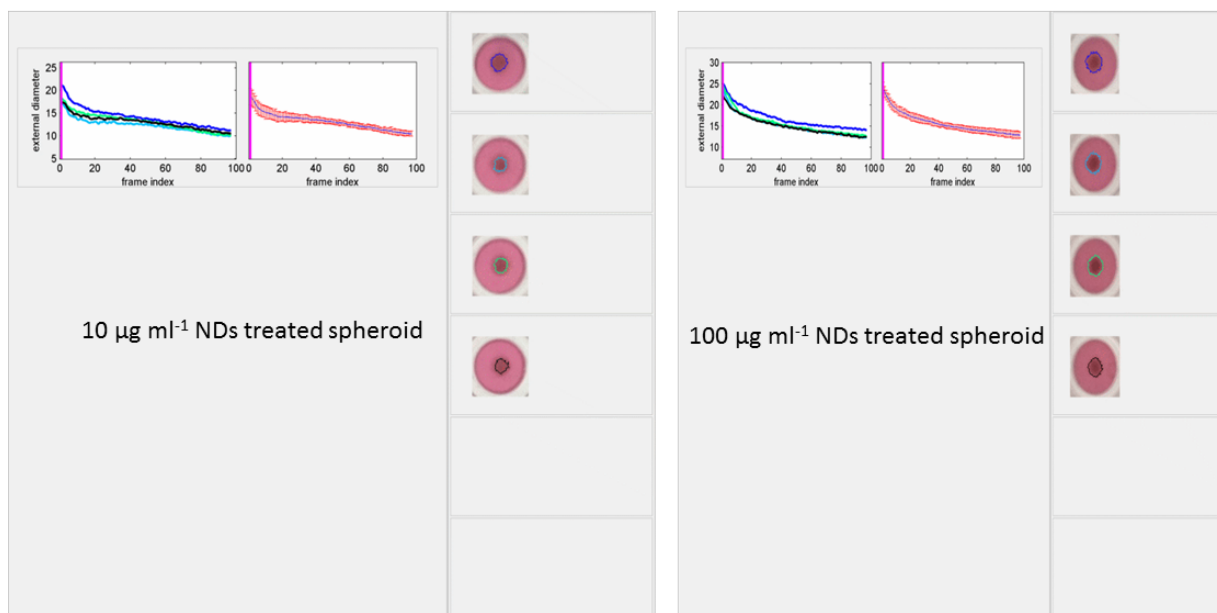 external diameter
25
20
15
10
5
0 20 40 60 80 100
frame index
0 20 40 60 80 100
frame index
10 µg ml⁻¹ NDs treated spheroid
external diameter
30
25
20
15
10
0 20 40 60 80 100
frame index
0 20 40 60 80 100
frame index
100 µg ml⁻¹ NDs treated spheroid